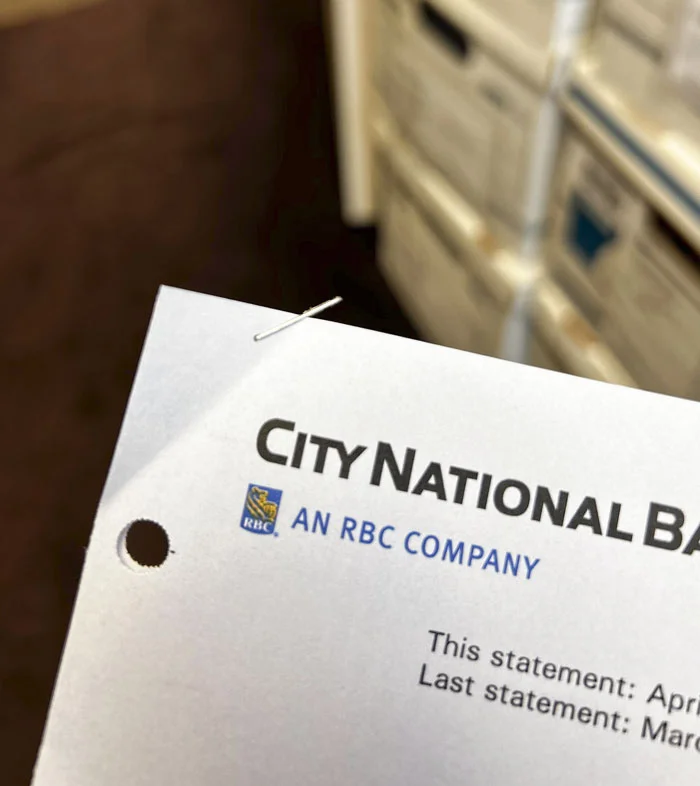 CITY NATIONAL BA
RBC
AN RBC COMPANY
This statement: Apri
Last statement: Marc